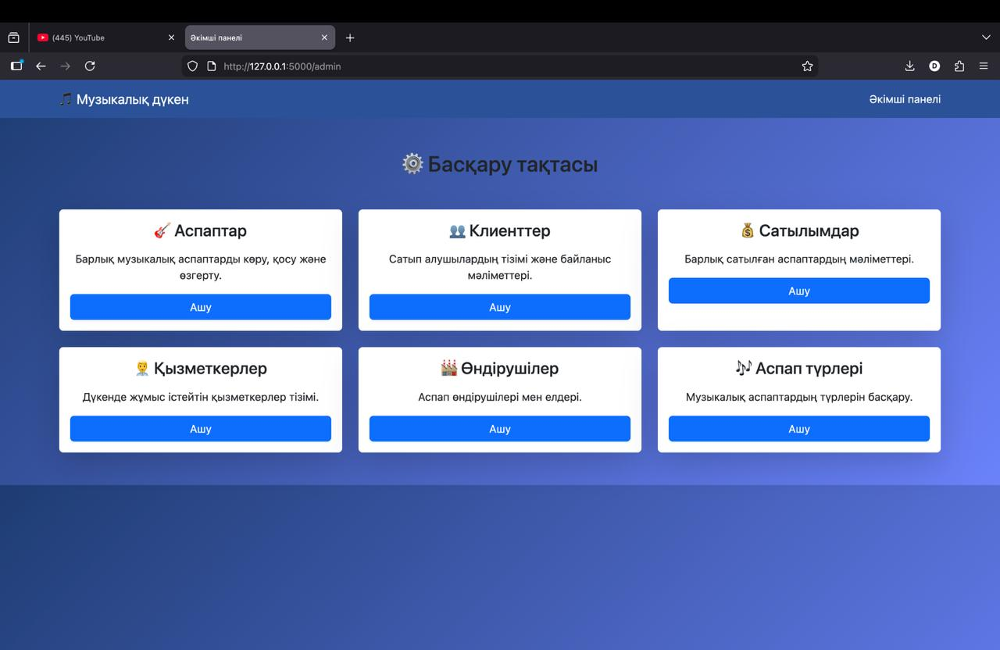 (445) YouTube
Әкімші панелі
http://127.0.0.1:5000/admin
D
🎵 Музыкалық дүкен
Әкімші панелі
⚙️ Басқару тақтасы
🎸 Аспаптар
Барлық музыкалық аспаптарды көру, қосу және
өзгерту.
Ашу
👥 Клиенттер
Сатып алушылардың тізімі және байланыс
мәліметтері.
Ашу
💰 Сатылымдар
Барлық сатылған аспаптардың мәліметтері.
Ашу
👨‍💼 Қызметкерлер
Дүкенде жұмыс істейтін қызметкерлер тізімі.
Ашу
🏭 Өндірушілер
Аспап өндірушілері мен елдері.
Ашу
🎶 Аспап түрлері
Музыкалық аспаптардың түрлерін басқару.
Ашу